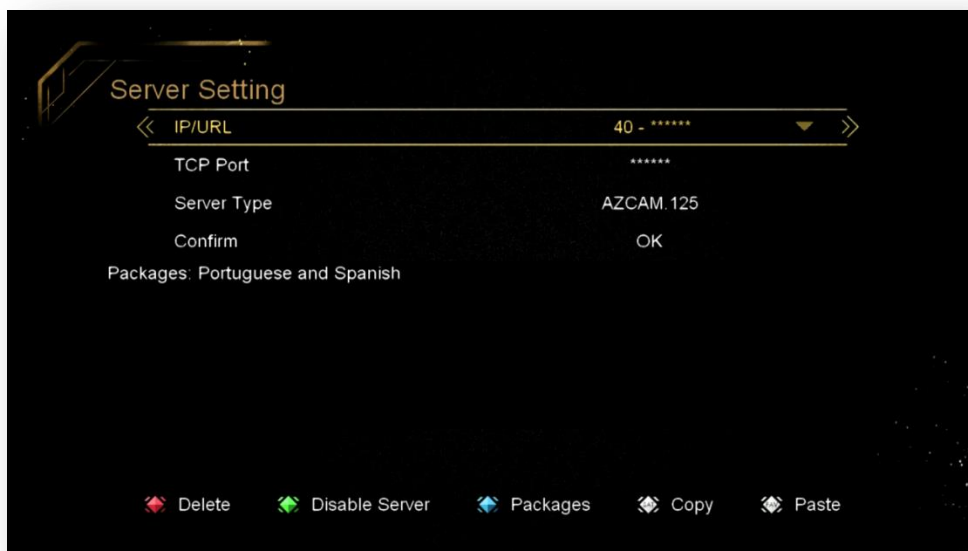 Server Setting
IP/URL 40 - ******
TCP Port ******
Server Type AZCAM.125
Confirm OK
Packages: Portuguese and Spanish
Delete Disable Server Packages Copy Paste